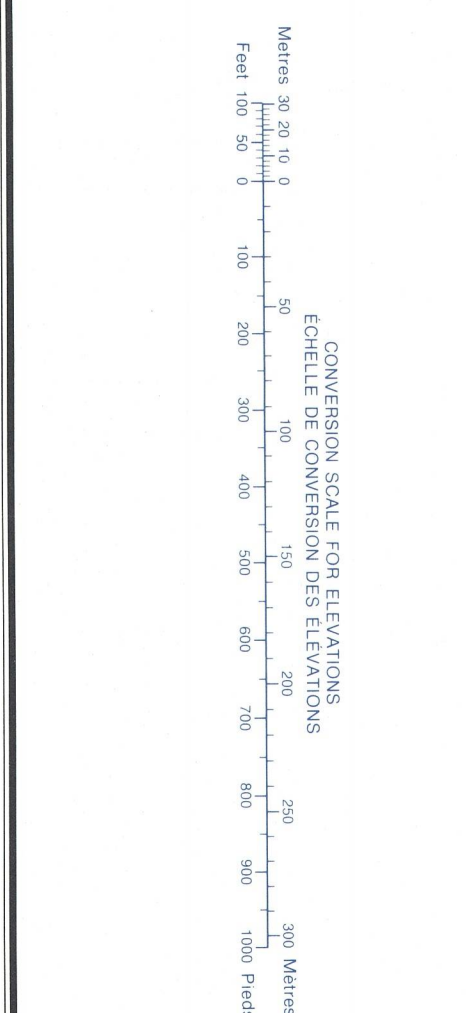 CONVERSION SCALE FOR ELEVATIONS
ÉCHELLE DE CONVERSION DES ÉLÉVATIONS
Metres 30 20 10 0 50 100 150 200 250 300 Mètres
Feet 100 50 0 100 200 300 400 500 600 700 800 900 1000 Pieds